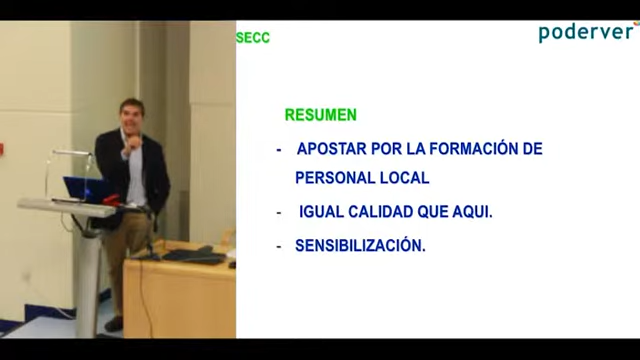 SECC
poderver
RESUMEN
- APOSTAR POR LA FORMACIÓN DE
PERSONAL LOCAL
- IGUAL CALIDAD QUE AQUI.
- SENSIBILIZACIÓN.